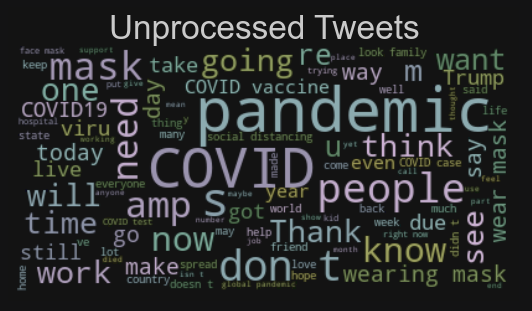 Unprocessed Tweets
face mask
support
place
look family
keep
mask
take
going
re
want
trying
put
give
way
m
Trump
one
COVID vaccine
well
said
COVID19
day
pandemic
mean
life
hospital
viru
need
thing
y
thought
state
working
many
social distancing
u
yet
think
say
wear mask
today
COVID
made
come
even
COVID case
live
everyone
call
feel
will
anyone
maybe
s
year
people
use
amp
number
world
back
much
part
time
COVID test
got
Thank
show
kid
week
due
see
didn t
go
now
may
help
friend
right now
still
ve
lot
job
month
know
died
spread
isn t
don
love
t
work
make
country
doesn t
hope
wearing mask
home
global pandemic
end